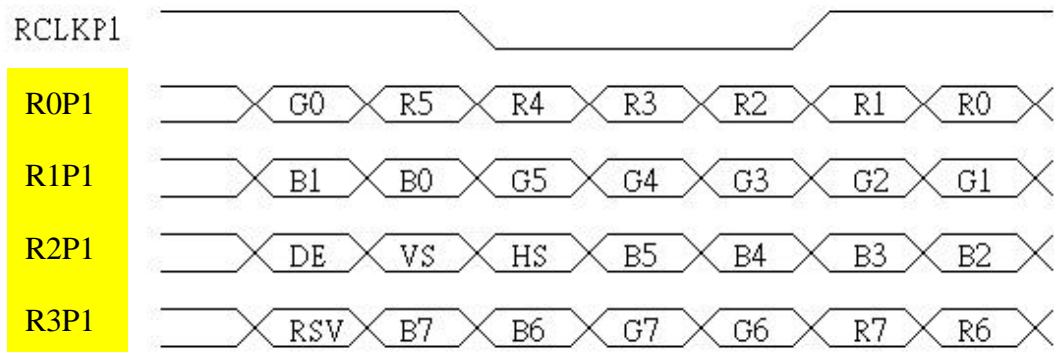 RCLKP1
R0P1 G0 R5 R4 R3 R2 R1 R0
R1P1 B1 B0 G5 G4 G3 G2 G1
R2P1 DE VS HS B5 B4 B3 B2
R3P1 RSV B7 B6 G7 G6 R7 R6